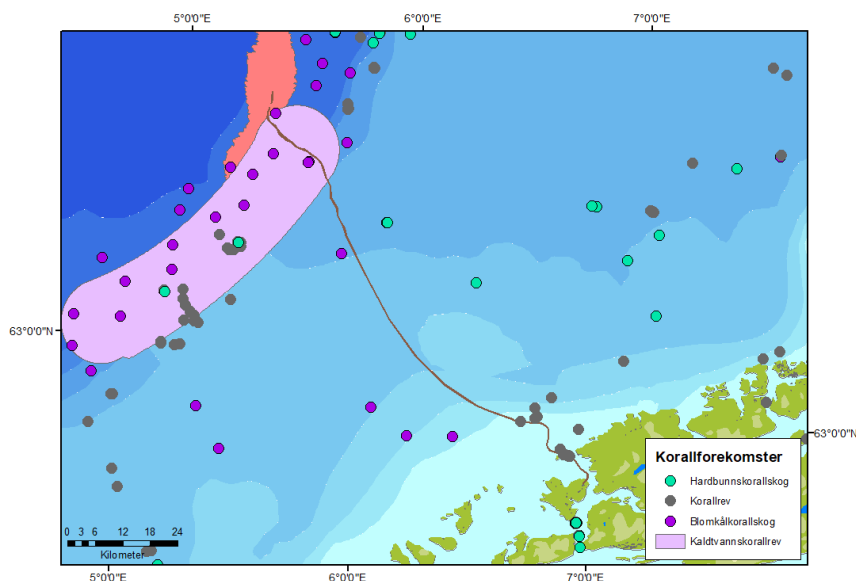 5°0'0"E 6°0'0"E 7°0'0"E
63°0'0"N
63°0'0"N
Korallforekomster
Hardbunnskorallskog
Korallrev
Blomkålkorallskog
Kaldtvannskorallrev
0 3 6 12 18 24
Kilometer
5°0'0"E 6°0'0"E 7°0'0"E